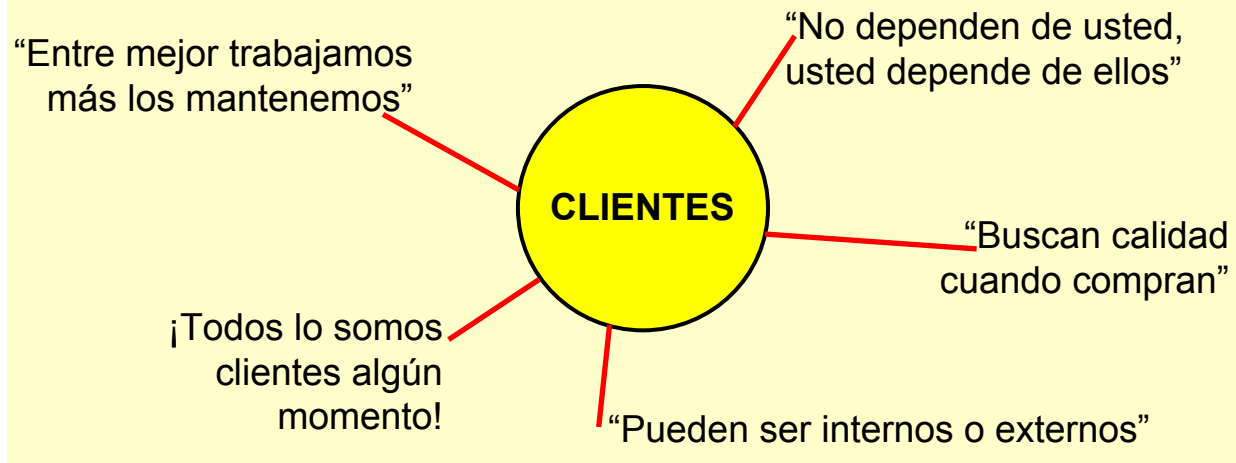 “Entre mejor trabajamos
más los mantenemos”
“No dependen de usted,
usted depende de ellos”
CLIENTES
“Buscan calidad
cuando compran”
¡Todos lo somos
clientes algún
momento!
“Pueden ser internos o externos”